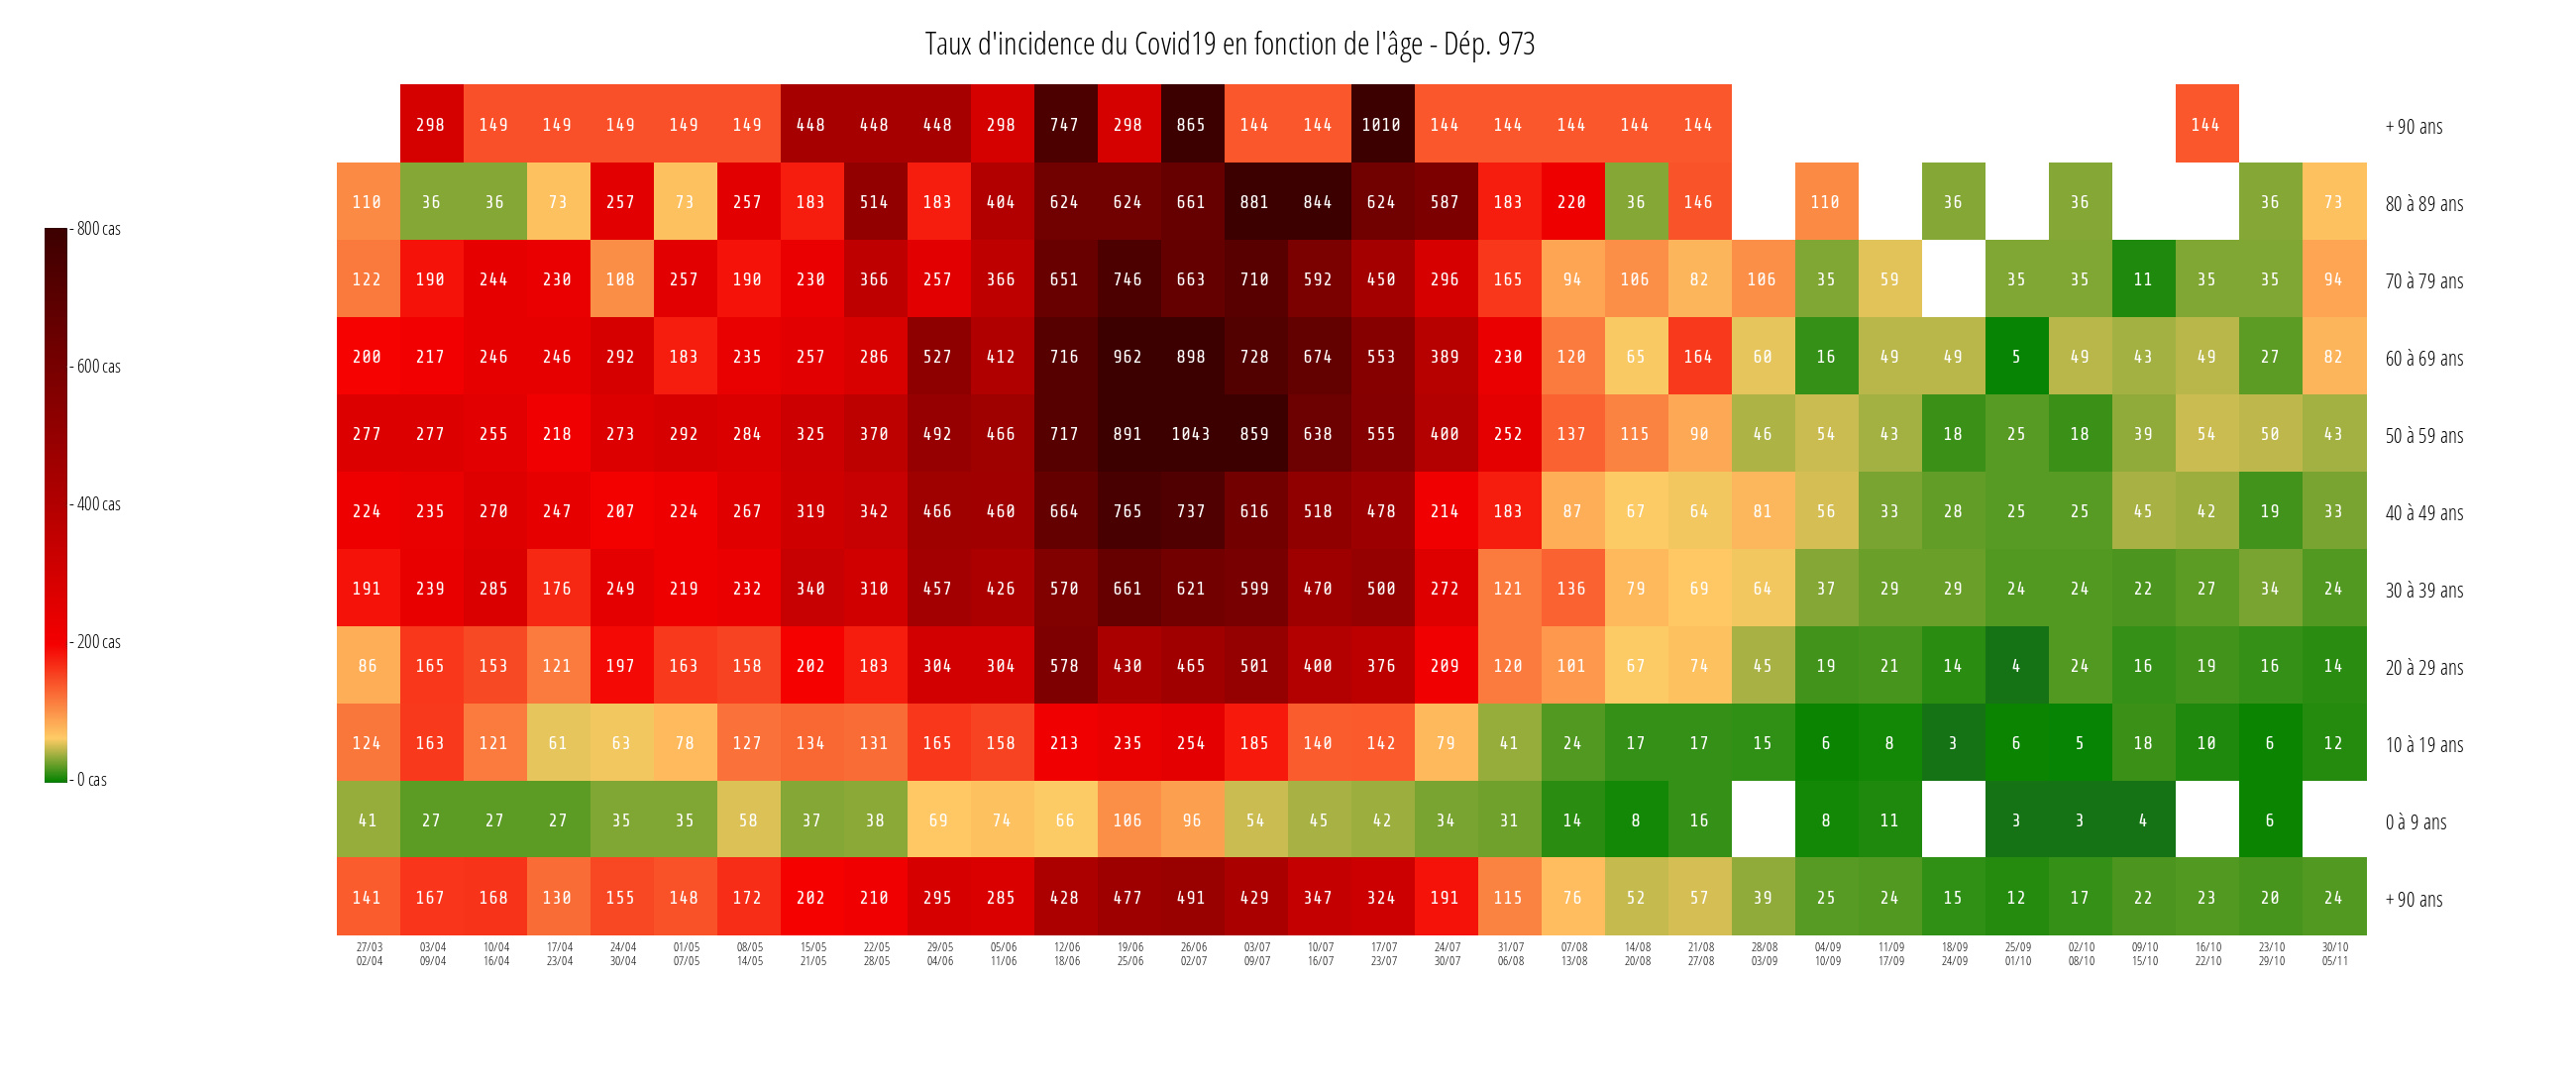 Taux d'incidence du Covid19 en fonction de l'âge - Dép. 973
298 149 149 149 149 149 448 448 448 298 747 298 865 144 144 1010 144 144 144 144 144 144 + 90 ans
110 36 36 73 257 73 257 183 514 183 404 624 624 661 881 844 624 587 183 220 36 146 110 36 36 36 73 80 à 89 ans
122 190 244 230 108 257 190 230 366 257 366 651 746 663 710 592 450 296 165 94 106 82 106 35 59 35 35 11 35 35 94 70 à 79 ans
200 217 246 246 292 183 235 257 286 527 412 716 962 898 728 674 553 389 230 120 65 164 60 16 49 49 5 49 43 49 27 82 60 à 69 ans
277 277 255 218 273 292 284 325 370 492 466 717 891 1043 859 638 555 400 252 137 115 90 46 54 43 18 25 18 39 54 50 43 50 à 59 ans
224 235 270 247 207 224 267 319 342 466 460 664 765 737 616 518 478 214 183 87 67 64 81 56 33 28 25 25 45 42 19 33 40 à 49 ans
191 239 285 176 249 219 232 340 310 457 426 570 661 621 599 470 500 272 121 136 79 69 64 37 29 29 24 24 22 27 34 24 30 à 39 ans
86 165 153 121 197 163 158 202 183 304 304 578 430 465 501 400 376 209 120 101 67 74 45 19 21 14 4 24 16 19 16 14 20 à 29 ans
124 163 121 61 63 78 127 134 131 165 158 213 235 254 185 140 142 79 41 24 17 17 15 6 8 3 6 5 18 10 6 12 10 à 19 ans
41 27 27 27 35 35 58 37 38 69 74 66 106 96 54 45 42 34 31 14 8 16 8 11 3 3 4 6 0 à 9 ans
141 167 168 130 155 148 172 202 210 295 285 428 477 491 429 347 324 191 115 76 52 57 39 25 24 15 12 17 22 23 20 24 + 90 ans
27/03 03/04 10/04 17/04 24/04 01/05 08/05 15/05 22/05 29/05 05/06 12/06 19/06 26/06 03/07 10/07 17/07 24/07 31/07 07/08 14/08 21/08 28/08 04/09 11/09 18/09 25/09 02/10 09/10 16/10 23/10 30/10
02/04 09/04 16/04 23/04 30/04 07/05 14/05 21/05 28/05 04/06 11/06 18/06 25/06 02/07 09/07 16/07 23/07 30/07 06/08 13/08 20/08 27/08 03/09 10/09 17/09 24/09 01/10 08/10 15/10 22/10 29/10 05/11
- 800 cas
- 600 cas
- 400 cas
- 200 cas
- 0 cas